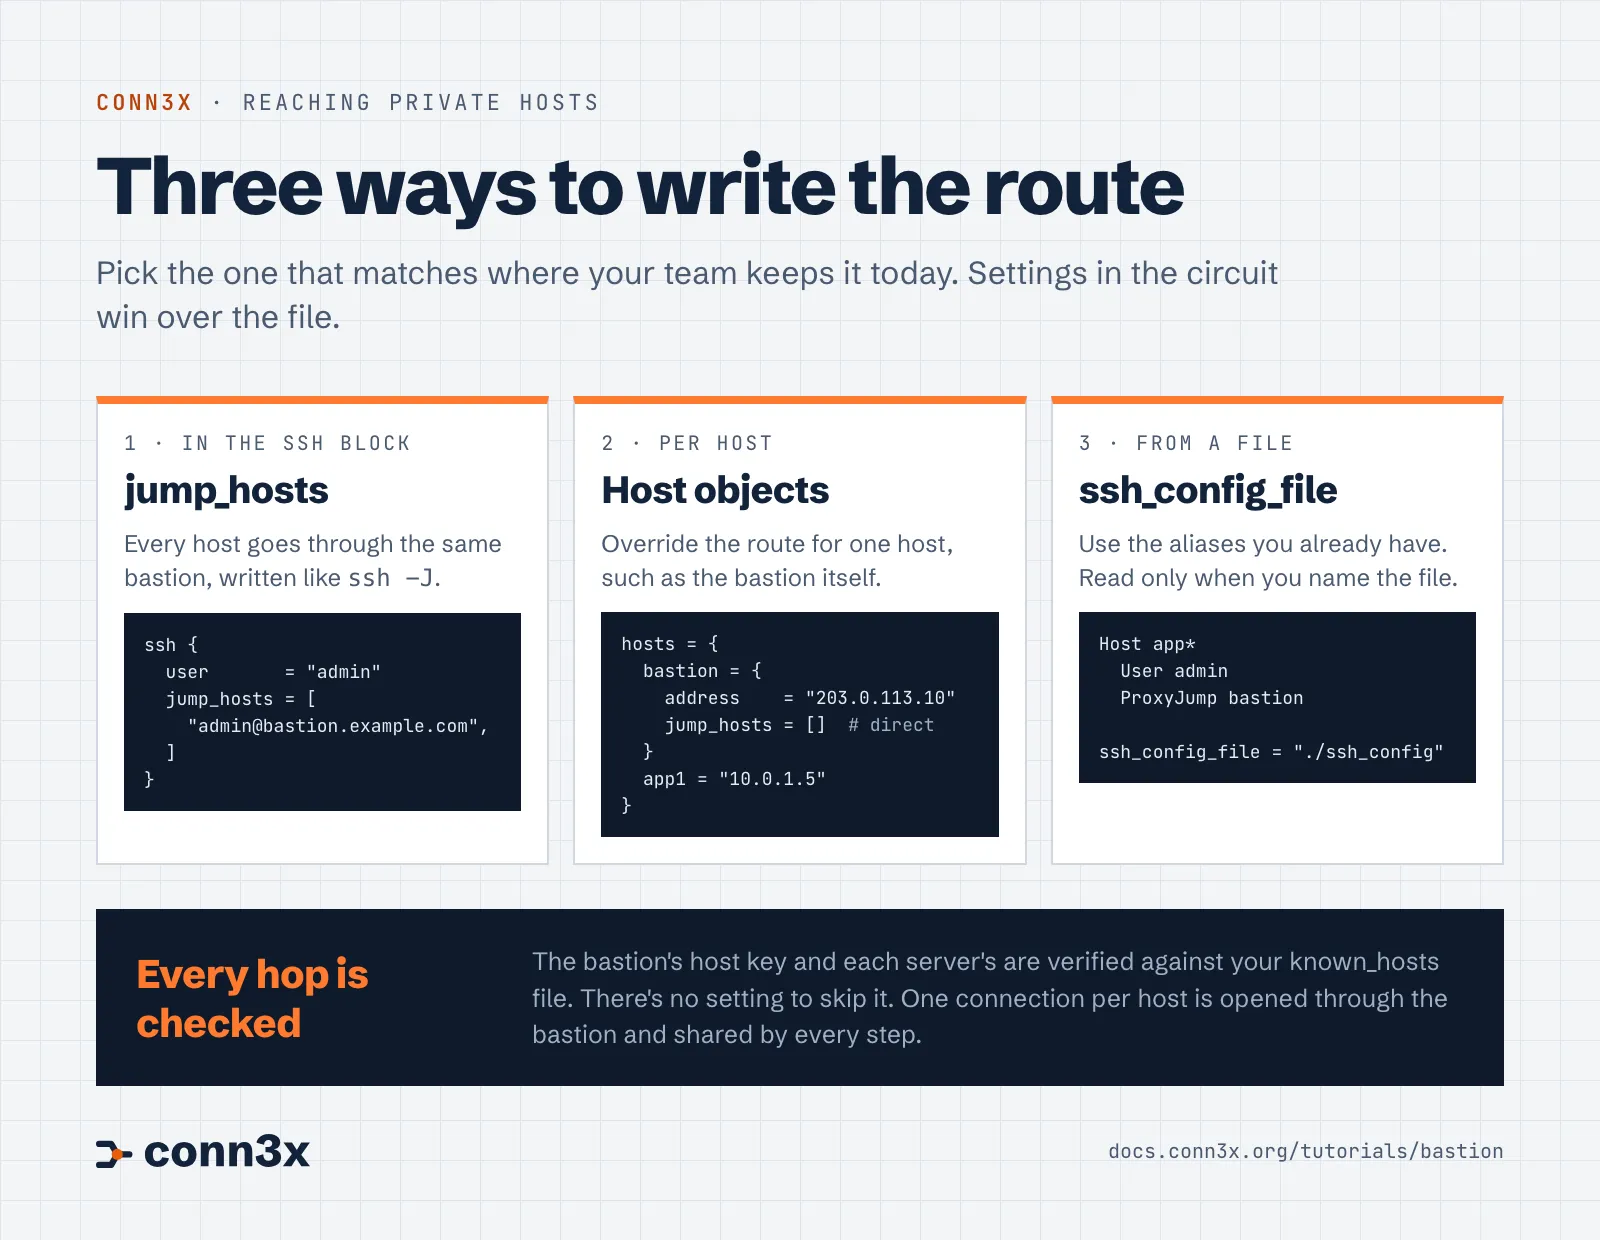 CONN3X · REACHING PRIVATE HOSTS
Three ways to write the route
Pick the one that matches where your team keeps it today. Settings in the circuit
win over the file.
1 · IN THE SSH BLOCK
jump_hosts
Every host goes through the same
bastion, written like ssh -J.
ssh {
  user       = "admin"
  jump_hosts = [
    "admin@bastion.example.com",
  ]
}
2 · PER HOST
Host objects
Override the route for one host,
such as the bastion itself.
hosts = {
  bastion = {
    address    = "203.0.113.10"
    jump_hosts = []  # direct
  }
  app1 = "10.0.1.5"
}
3 · FROM A FILE
ssh_config_file
Use the aliases you already have.
Read only when you name the file.
Host app*
  User admin
  ProxyJump bastion

ssh_config_file = "./ssh_config"
Every hop is
checked
The bastion's host key and each server's are verified against your known_hosts
file. There's no setting to skip it. One connection per host is opened through the
bastion and shared by every step.
conn3x
docs.conn3x.org/tutorials/bastion